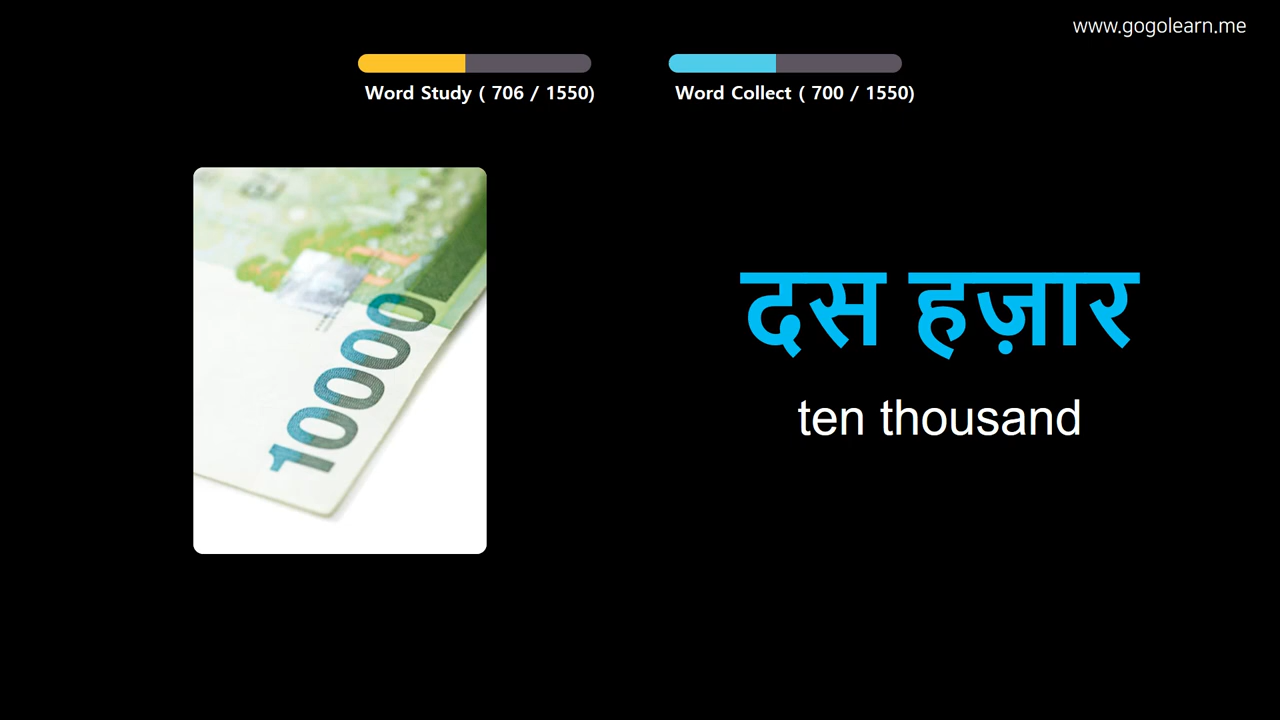 www.gogolearn.me
Word Study ( 706 / 1550)
Word Collect ( 700 / 1550)
10000
दस हज़ार
ten thousand